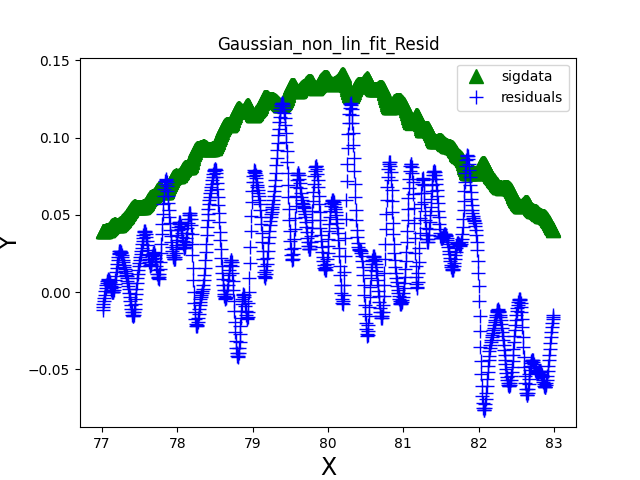 Gaussian_non_lin_fit_Resid
sigdata
residuals
0.15
0.10
0.05
0.00
−0.05
Y
77 78 79 80 81 82 83
X